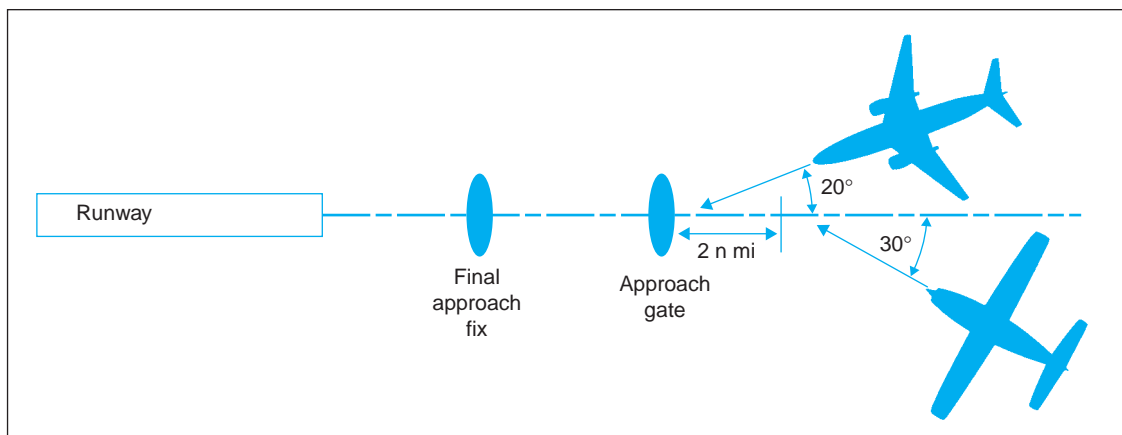 Runway
20°
30°
2 n mi
Final
approach
fix
Approach
gate